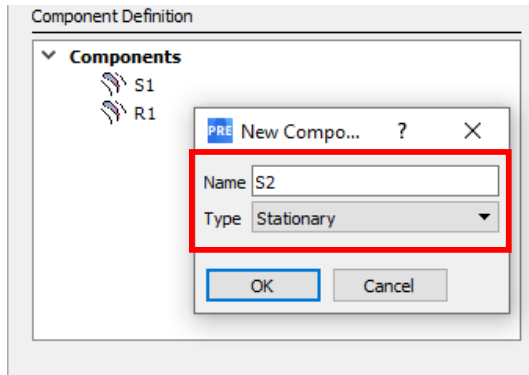 Component Definition
Components
S1
R1
PRE New Compo... ?
Name S2
Type Stationary
OK Cancel